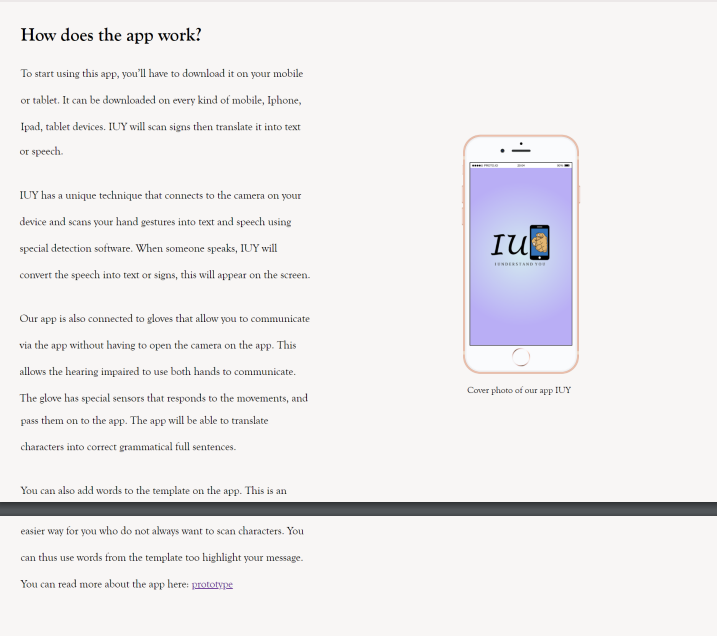 How does the app work?
To start using this app, you'll have to download it on your mobile
or tablet. It can be downloaded on every kind of mobile, Iphone,
Ipad, tablet devices. IUY will scan signs then translate it into text
or speech.
IUY has a unique technique that connects to the camera on your
device and scans your hand gestures into text and speech using
special detection software. When someone speaks, IUY will
convert the speech into text or signs, this will appear on the screen.
Our app is also connected to gloves that allow you to communicate
via the app without having to open the camera on the app. This
allows the hearing impaired to use both hands to communicate.
The glove has special sensors that responds to the movements, and
pass them on to the app. The app will be able to translate
characters into correct grammatical full sentences.
You can also add words to the template on the app. This is an
easier way for you who do not always want to scan characters. You
can thus use words from the template too highlight your message.
You can read more about the app here: prototype
IU
I UNDERSTAND YOU
Cover photo of our app IUY